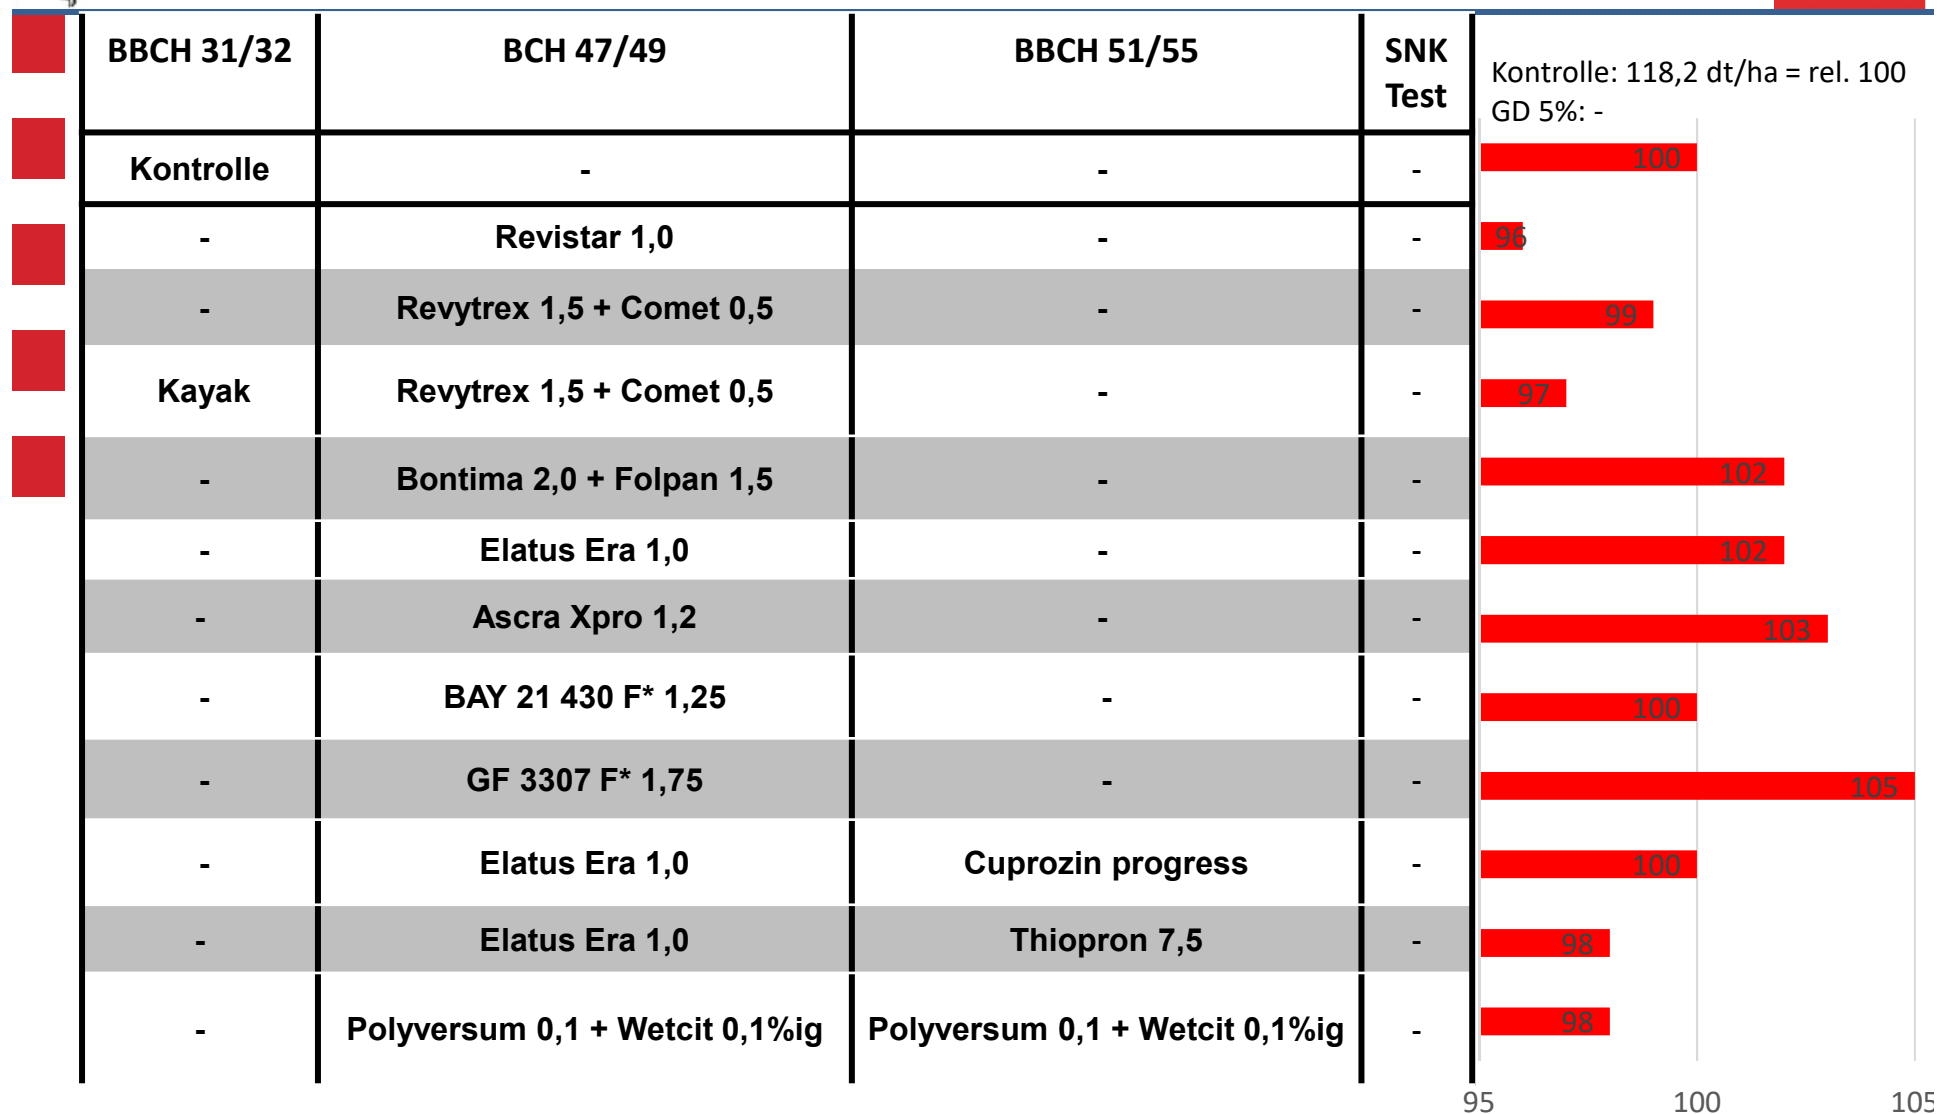 BBCH 31/32 BCH 47/49 BBCH 51/55 SNK
Test
Kontrolle: 118,2 dt/ha = rel. 100
GD 5%: -
Kontrolle - - - 100
- Revistar 1,0 - - 96
- Revytrex 1,5 + Comet 0,5 - - 99
Kayak Revytrex 1,5 + Comet 0,5 - - 97
- Bontima 2,0 + Folpan 1,5 - - 102
- Elatus Era 1,0 - - 102
- Ascra Xpro 1,2 - - 103
- BAY 21 430 F* 1,25 - - 100
- GF 3307 F* 1,75 - - 105
- Elatus Era 1,0 Cuprozin progress - 100
- Elatus Era 1,0 Thiopron 7,5 - 98
- Polyversum 0,1 + Wetcit 0,1%ig Polyversum 0,1 + Wetcit 0,1%ig - 98
95 100 105